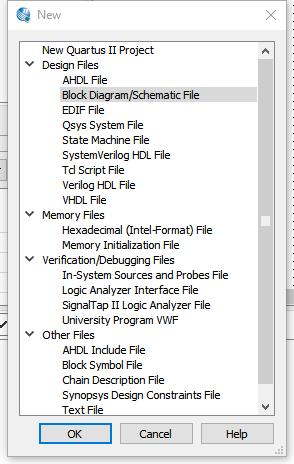 New
New Quartus II Project
Design Files
AHDL File
Block Diagram/Schematic File
EDIF File
Qsys System File
State Machine File
SystemVerilog HDL File
Tcl Script File
Verilog HDL File
VHDL File
Memory Files
Hexadecimal (Intel-Format) File
Memory Initialization File
Verification/Debugging Files
In-System Sources and Probes File
Logic Analyzer Interface File
SignalTap II Logic Analyzer File
University Program VWF
Other Files
AHDL Include File
Block Symbol File
Chain Description File
Synopsys Design Constraints File
Text File
OK Cancel Help